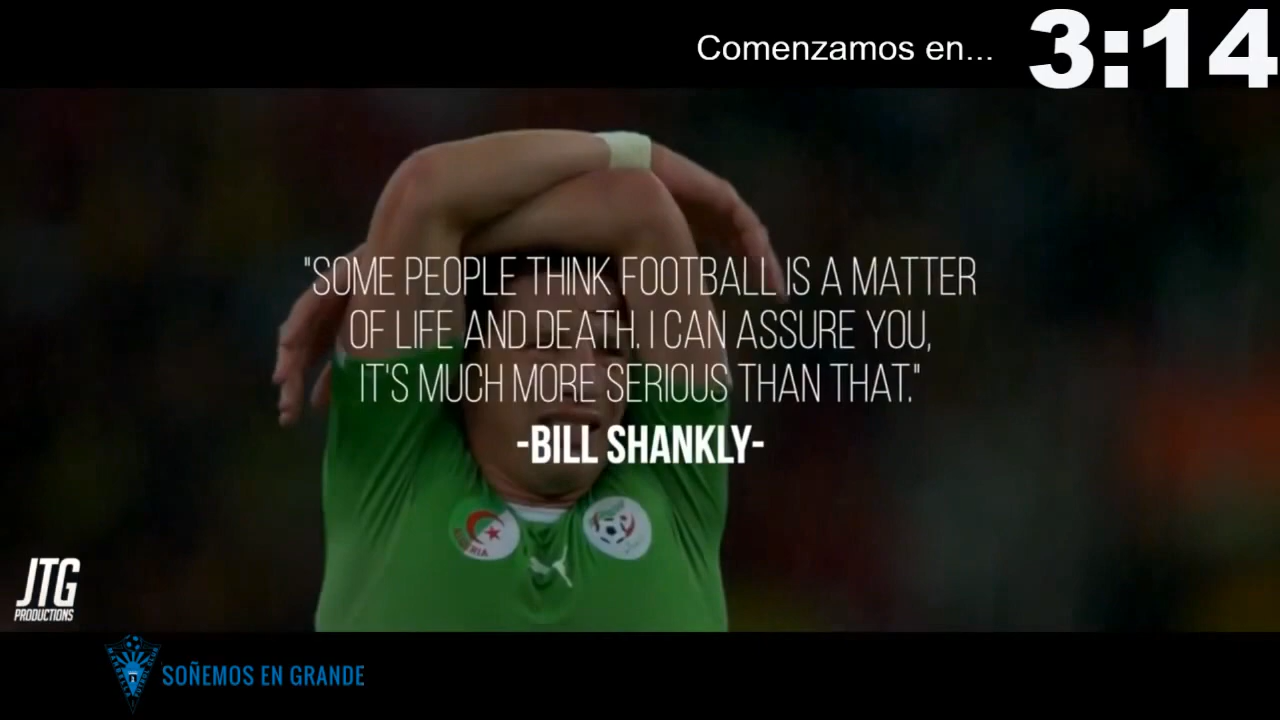 Comenzamos en... 3:14
"SOME PEOPLE THINK FOOTBALL IS A MATTER
OF LIFE AND DEATH. I CAN ASSURE YOU,
IT'S MUCH MORE SERIOUS THAN THAT."
-BILL SHANKLY-
JTG
PRODUCTIONS
SOÑEMOS EN GRANDE